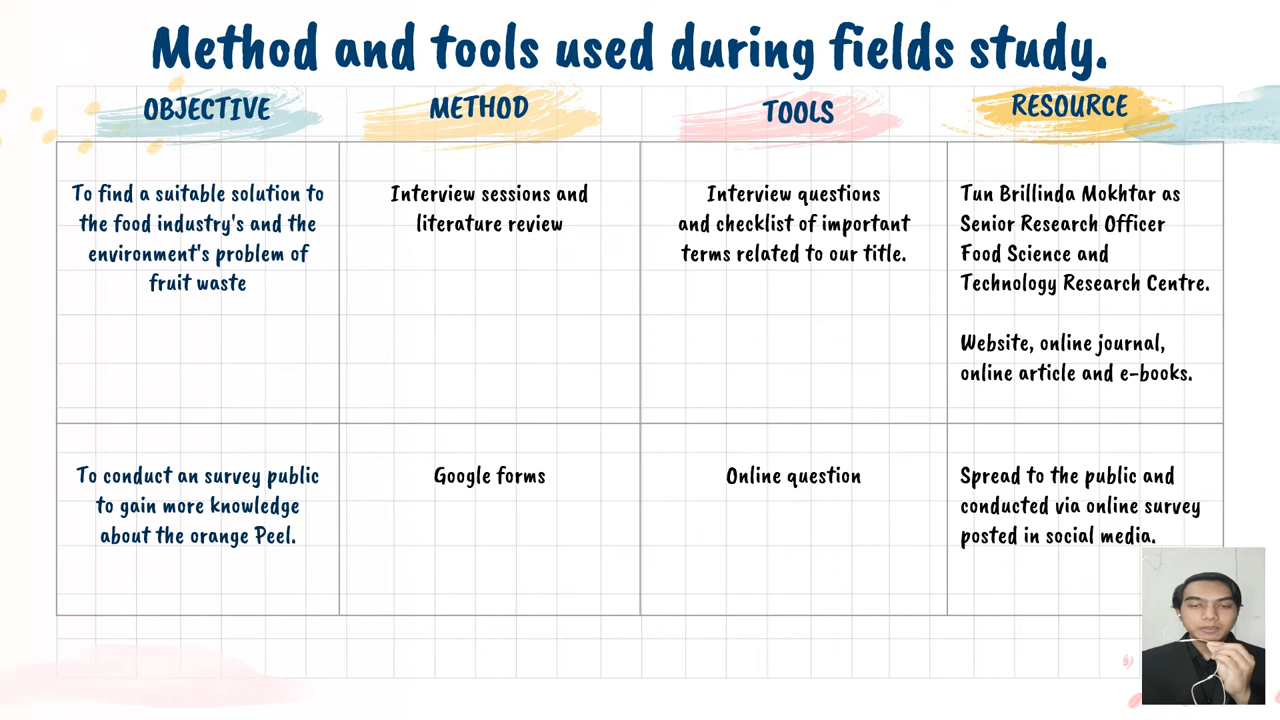 Method and tools used during fields study.
OBJECTIVE
METHOD
TOOLS
RESOURCE
To find a suitable solution to
the food industry's and the
environment's problem of
fruit waste
Interview sessions and
literature review
Interview questions
and checklist of important
terms related to our title.
Tun Brillinda Mokhtar as
Senior Research Officer
Food Science and
Technology Research Centre.
Website, online journal,
online article and e-books.
To conduct an survey public
to gain more knowledge
about the orange Peel.
Google forms
Online question
Spread to the public and
conducted via online survey
posted in social media.